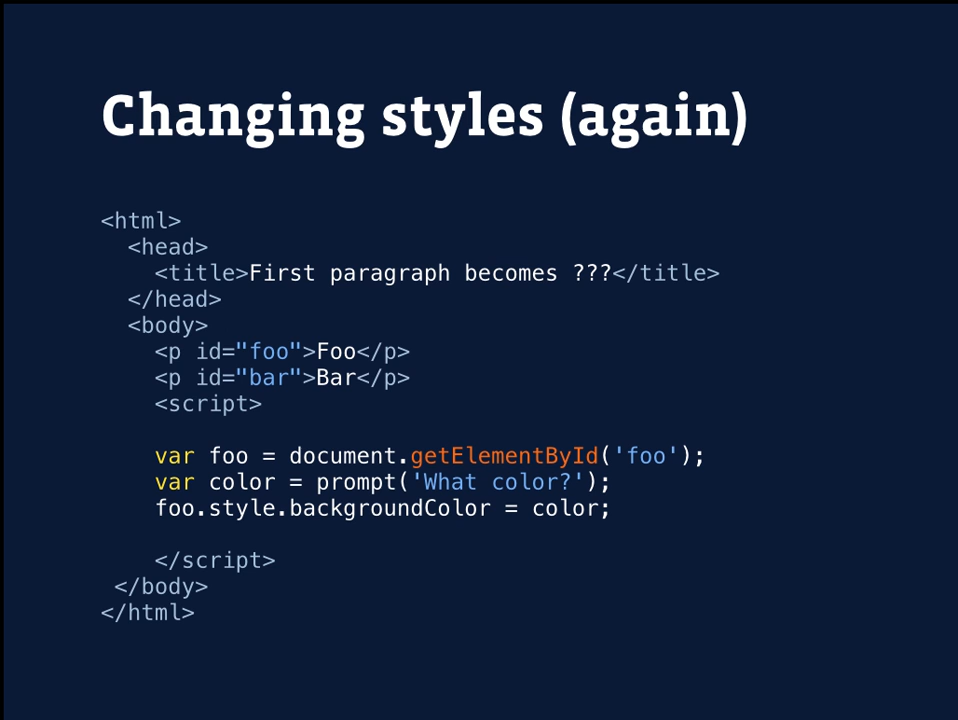 Changing styles (again)
<html>
  <head>
    <title>First paragraph becomes ???</title>
  </head>
  <body>
    <p id="foo">Foo</p>
    <p id="bar">Bar</p>
    <script>
    var foo = document.getElementById('foo');
    var color = prompt('What color?');
    foo.style.backgroundColor = color;
    </script>
 </body>
</html>